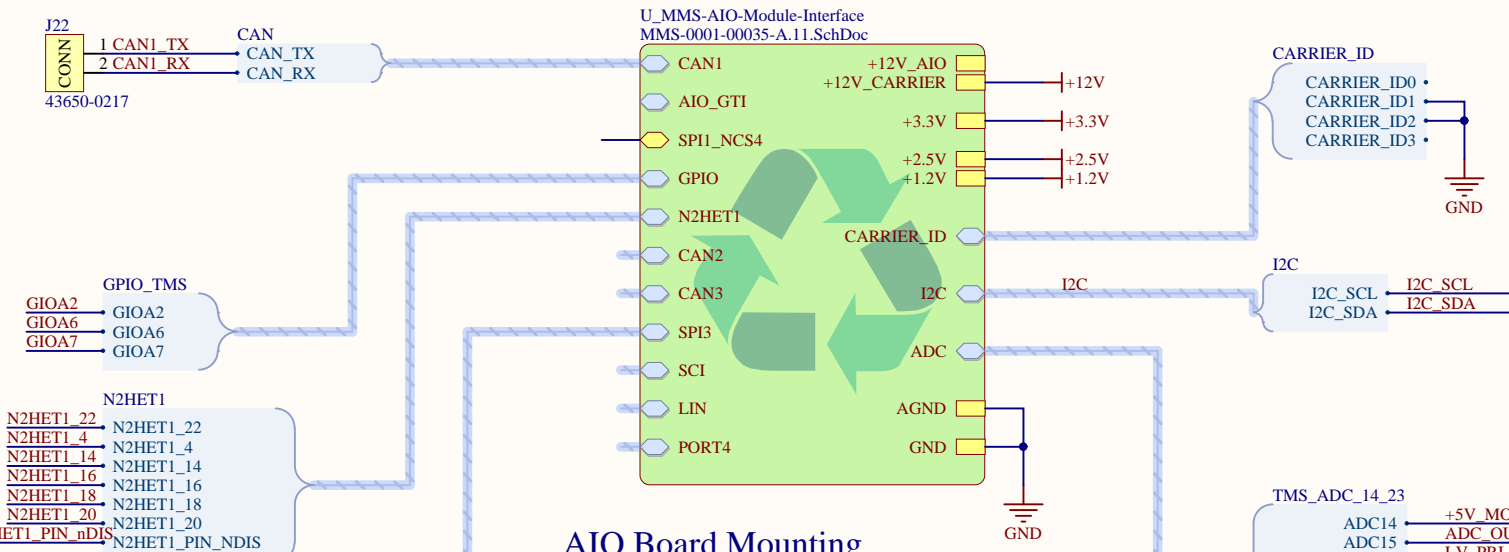 J22
CONN
1 CAN1_TX
2 CAN1_RX
43650-0217
CAN
CAN_TX
CAN_RX
U_MMS-AIO-Module-Interface
MMS-0001-00035-A.11.SchDoc
CAN1
AIO_GTI
SPI1_NCS4
GPIO
N2HET1
CAN2
CAN3
SPI3
SCI
LIN
PORT4
+12V_AIO
+12V_CARRIER
+3.3V
+2.5V
+1.2V
CARRIER_ID
I2C
ADC
AGND
GND
+12V
+3.3V
+2.5V
+1.2V
GND
CARRIER_ID
CARRIER_ID0
CARRIER_ID1
CARRIER_ID2
CARRIER_ID3
GND
I2C
I2C
I2C_SCL
I2C_SDA
I2C_SCL
I2C_SDA
GPIO_TMS
GIOA2
GIOA6
GIOA7
GIOA2
GIOA6
GIOA7
N2HET1
N2HET1_22
N2HET1_4
N2HET1_14
N2HET1_16
N2HET1_18
N2HET1_20
HET1_PIN_nDIS
N2HET1_22
N2HET1_4
N2HET1_14
N2HET1_16
N2HET1_18
N2HET1_20
N2HET1_PIN_NDIS
AIO Board Mounting
TMS_ADC_14_23
ADC14
ADC15
+5V_MO
ADC_OU